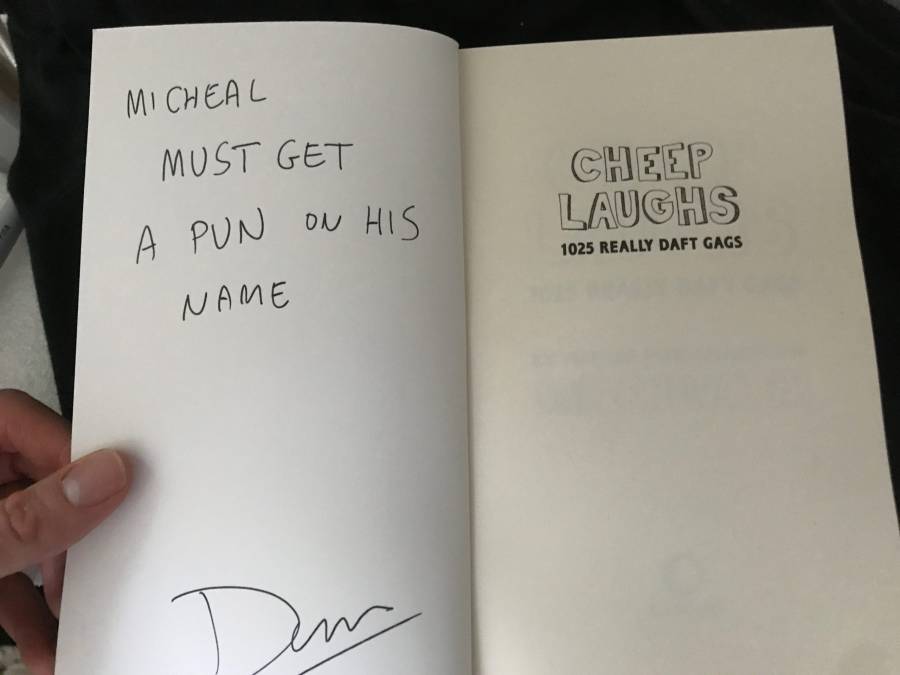 MICHEAL
MUST GET
A PUN ON HIS
NAME
CHEEP
LAUGHS
1025 REALLY DAFT GAGS